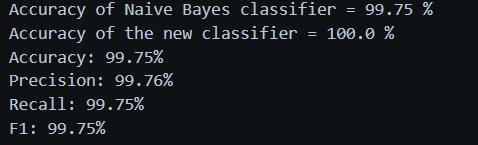 Accuracy of Naive Bayes classifier = 99.75 %
Accuracy of the new classifier = 100.0 %
Accuracy: 99.75%
Precision: 99.76%
Recall: 99.75%
F1: 99.75%